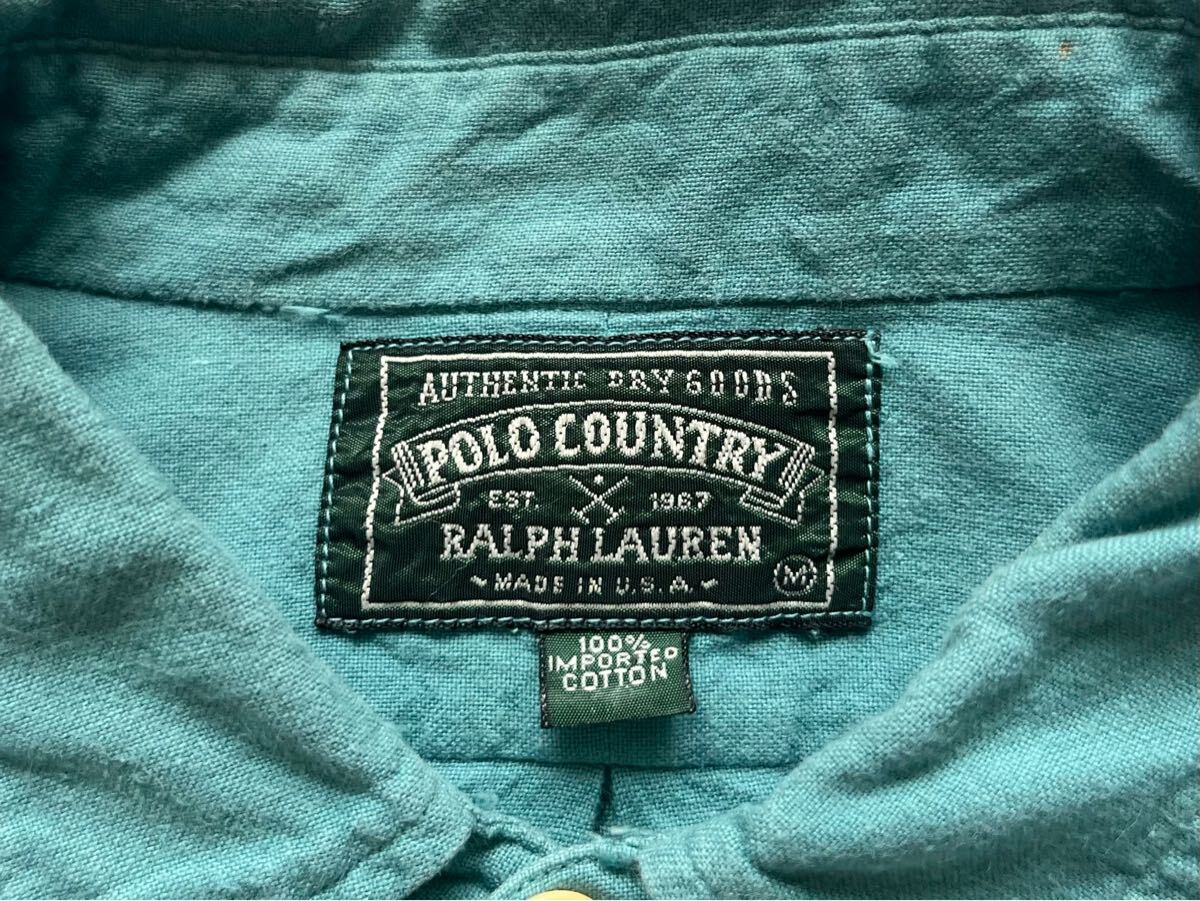 AUTHENTIC DRY GOODS
POLO COUNTRY
EST. 1967
RALPH LAUREN
-MADE IN U.S.A.-
M
100%
IMPORTED
COTTON